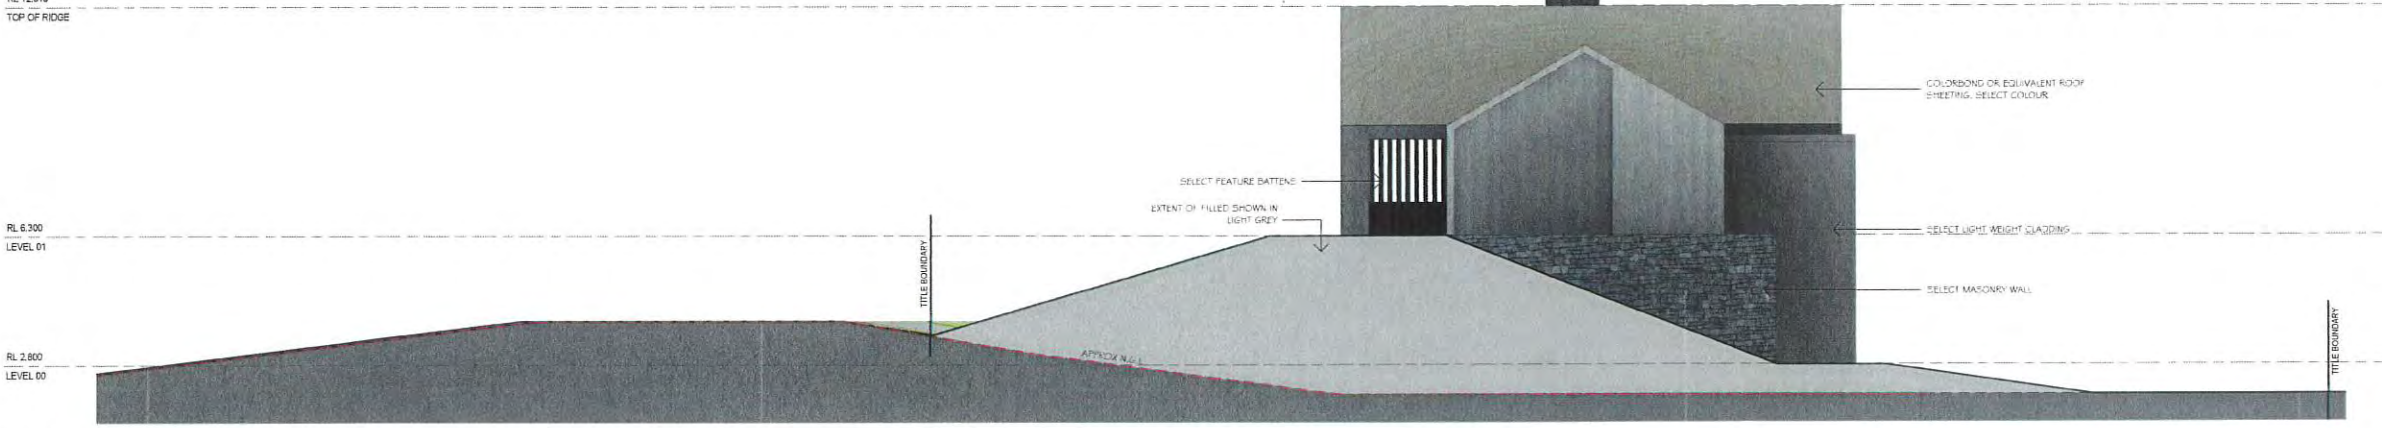 TOP OF RIDGE
COLORBOND OR EQUIVALENT ROOF
SHEETING. SELECT COLOUR
SELECT FEATURE BATTENS
EXTENT OF FILLED SHOWN IN
LIGHT GREY
RL 6.300
LEVEL 01
TITLE BOUNDARY
SELECT LIGHT WEIGHT CLADDING
SELECT MASONRY WALL
APPROX N.G.L
RL 2.800
LEVEL 00
TITLE BOUNDARY